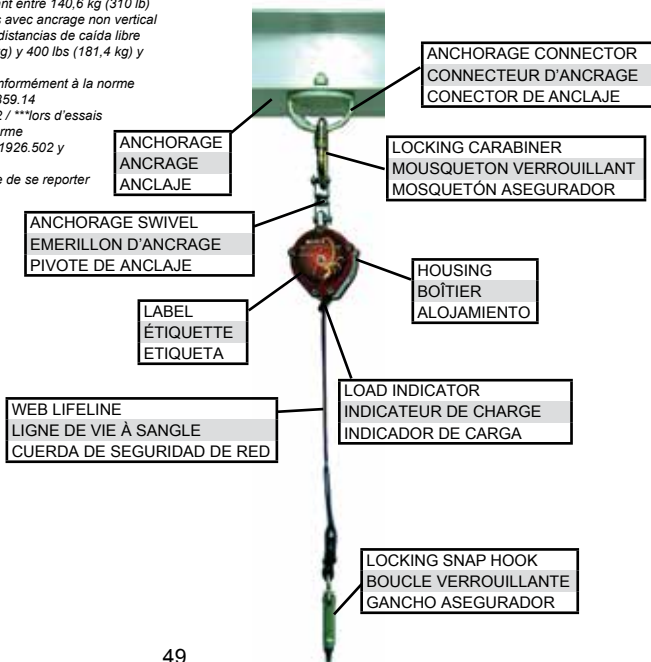 ant entre 140,6 kg (310 lb)
s avec ancrage non vertical
distancias de caída libre
kg) y 400 lbs (181,4 kg) y
nformément à la norme
359.14
2 / ***lors d'essais
rme
1926.502 y
e de se reporter
ANCHORAGE CONNECTOR
CONNECTEUR D'ANCRAGE
CONECTOR DE ANCLAJE
ANCHORAGE
ANCRAGE
ANCLAJE
LOCKING CARABINER
MOUSQUETON VERROUILLANT
MOSQUETÓN ASEGURADOR
ANCHORAGE SWIVEL
EMERILLON D'ANCRAGE
PIVOTE DE ANCLAJE
HOUSING
BOÎTIER
ALOJAMIENTO
LABEL
ÉTIQUETTE
ETIQUETA
LOAD INDICATOR
INDICATEUR DE CHARGE
INDICADOR DE CARGA
WEB LIFELINE
LIGNE DE VIE À SANGLE
CUERDA DE SEGURIDAD DE RED
LOCKING SNAP HOOK
BOUCLE VERROUILLANTE
GANCHO ASEGURADOR
49